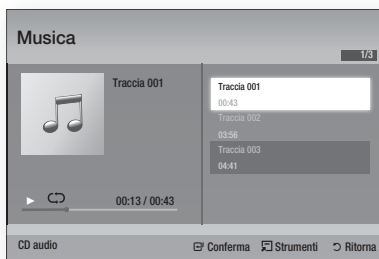 Musica
1/3
Traccia 001
00:13 / 00:43
Traccia 001
00:43
Traccia 002
03:56
Traccia 003
04:41
CD audio
Conferma Strumenti Ritorna